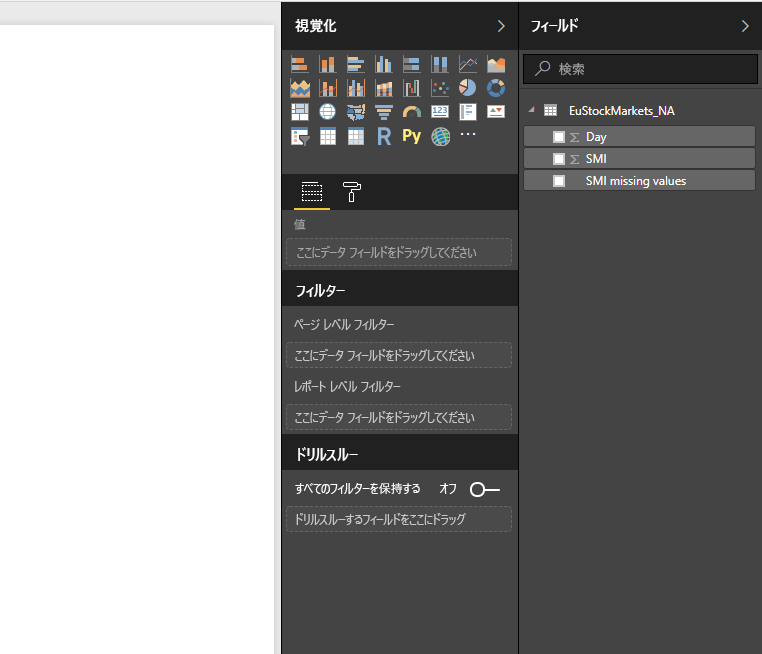 視覚化
フィールド
検索
EuStockMarkets_NA
Σ Day
Σ SMI
SMI missing values
123
R
Py
...
値
ここにデータ フィールドをドラッグしてください
フィルター
ページ レベル フィルター
ここにデータ フィールドをドラッグしてください
レポート レベル フィルター
ここにデータ フィールドをドラッグしてください
ドリルスルー
すべてのフィルターを保持する オフ
ドリルスルーするフィールドをここにドラッグ